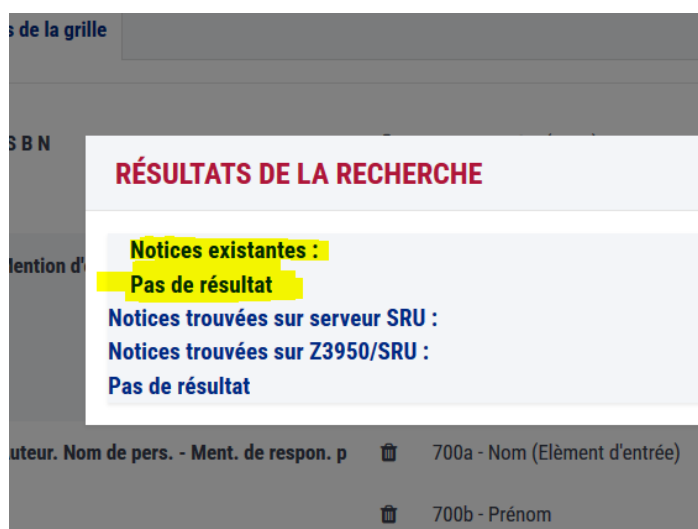 s de la grille
S B N
RÉSULTATS DE LA RECHERCHE
Notices existantes :
Mention d'
Pas de résultat
Notices trouvées sur serveur SRU :
Notices trouvées sur Z3950/SRU :
Pas de résultat
uteur. Nom de pers. - Ment. de respon. p 700a - Nom (Elèment d'entrée)
700b - Prénom